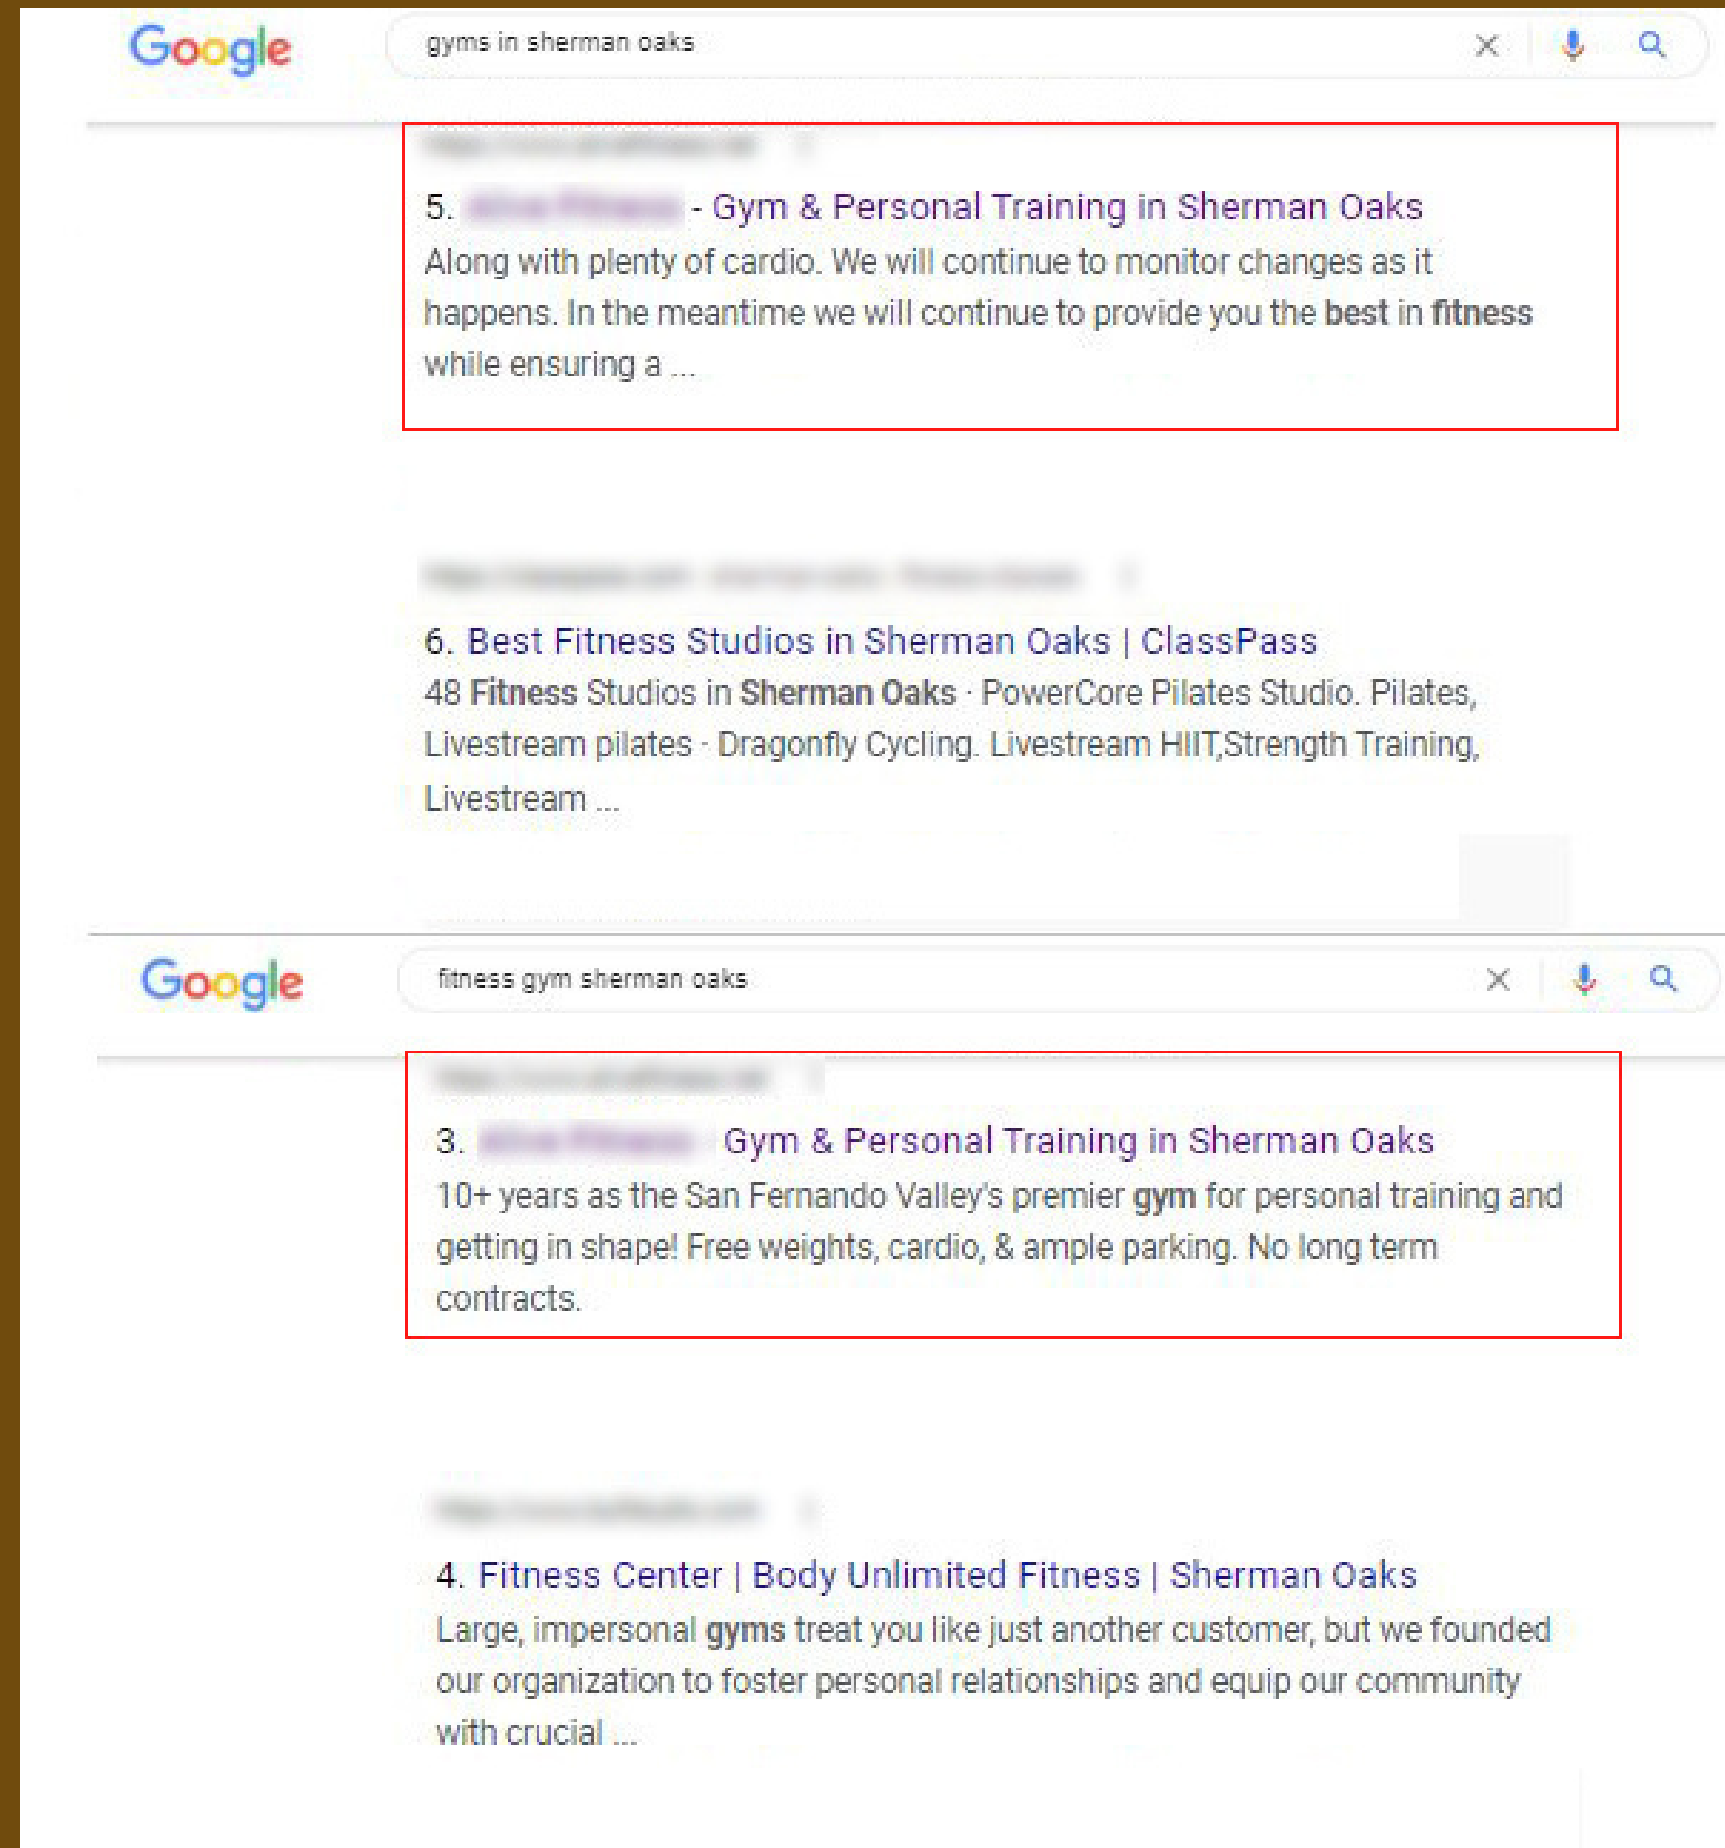 Google
gyms in sherman oaks
5. - Gym & Personal Training in Sherman Oaks
Along with plenty of cardio. We will continue to monitor changes as it
happens. In the meantime we will continue to provide you the best in fitness
while ensuring a ...
6. Best Fitness Studios in Sherman Oaks | ClassPass
48 Fitness Studios in Sherman Oaks · PowerCore Pilates Studio. Pilates,
Livestream pilates · Dragonfly Cycling. Livestream HIIT,Strength Training,
Livestream ...
Google
fitness gym sherman oaks
3. Gym & Personal Training in Sherman Oaks
10+ years as the San Fernando Valley's premier gym for personal training and
getting in shape! Free weights, cardio, & ample parking. No long term
contracts.
4. Fitness Center | Body Unlimited Fitness | Sherman Oaks
Large, impersonal gyms treat you like just another customer, but we founded
our organization to foster personal relationships and equip our community
with crucial ...